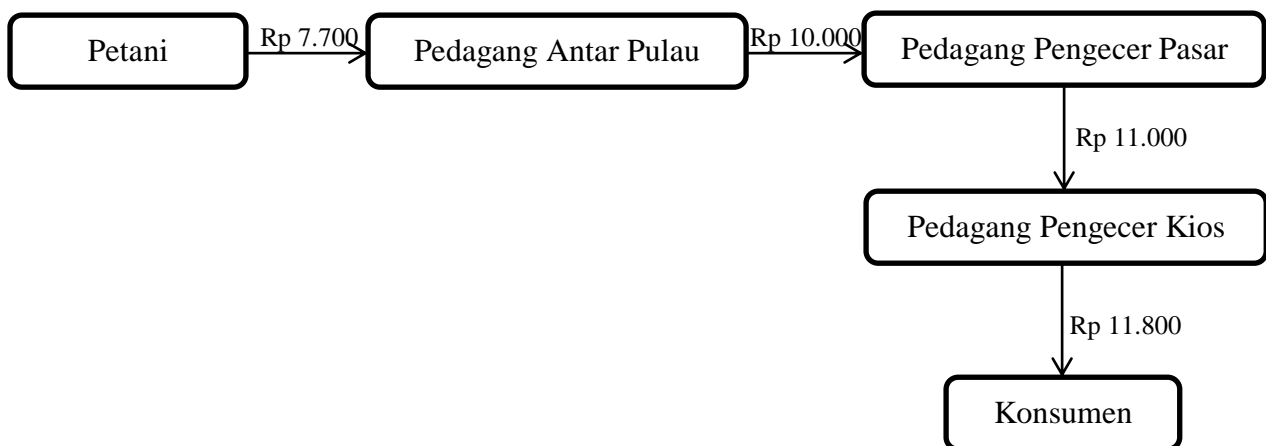 Petani
Rp 7.700
Pedagang Antar Pulau
Rp 10.000
Pedagang Pengecer Pasar
Rp 11.000
Pedagang Pengecer Kios
Rp 11.800
Konsumen